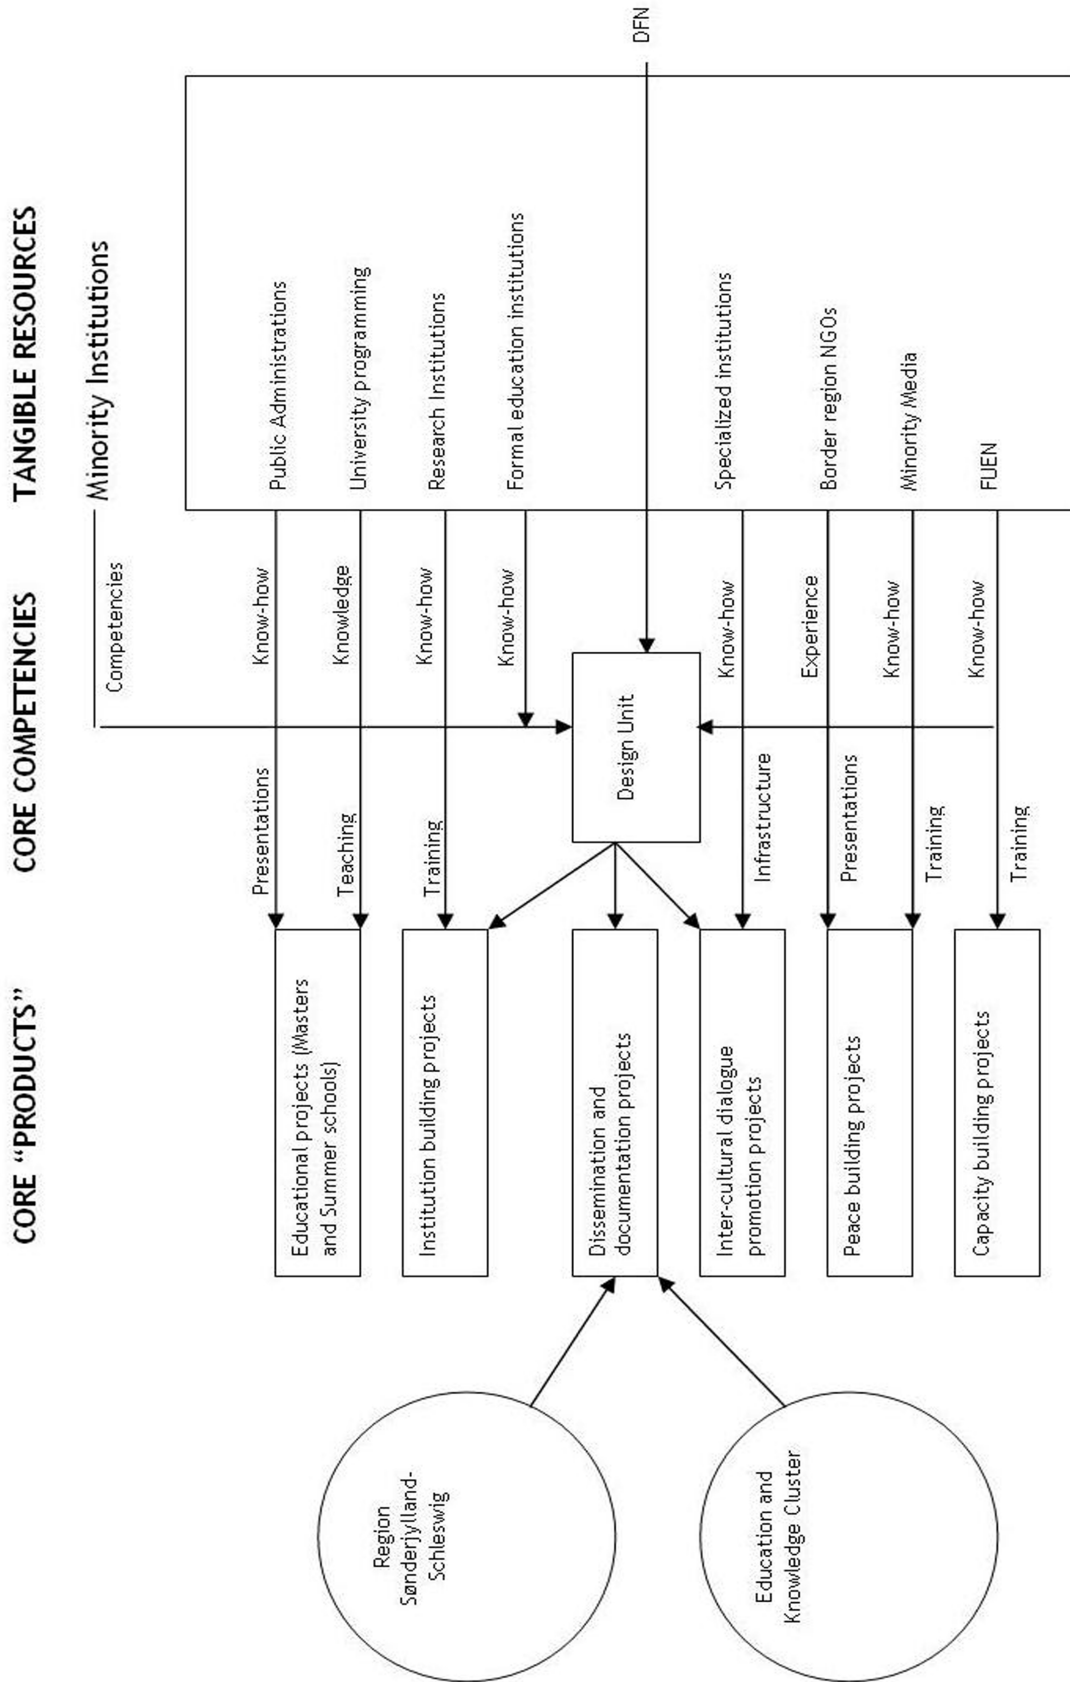 CORE “PRODUCTS”
CORE COMPETENCIES
TANGIBLE RESOURCES
Minority Institutions
Competencies
Educational projects (Masters
and Summer schools)
Presentations
Know-how
Public Administrations
Teaching
Knowledge
University programming
Institution building projects
Training
Know-how
Research Institutions
Know-how
Formal education institutions
Region
Sønderjylland-
Schleswig
Dissemination and
documentation projects
Design Unit
DFN
Inter-cultural dialogue
promotion projects
Infrastructure
Know-how
Specialized institutions
Education and
Knowledge Cluster
Peace building projects
Presentations
Experience
Border region NGOs
Training
Know-how
Minority Media
Capacity building projects
Training
Know-how
FUEN